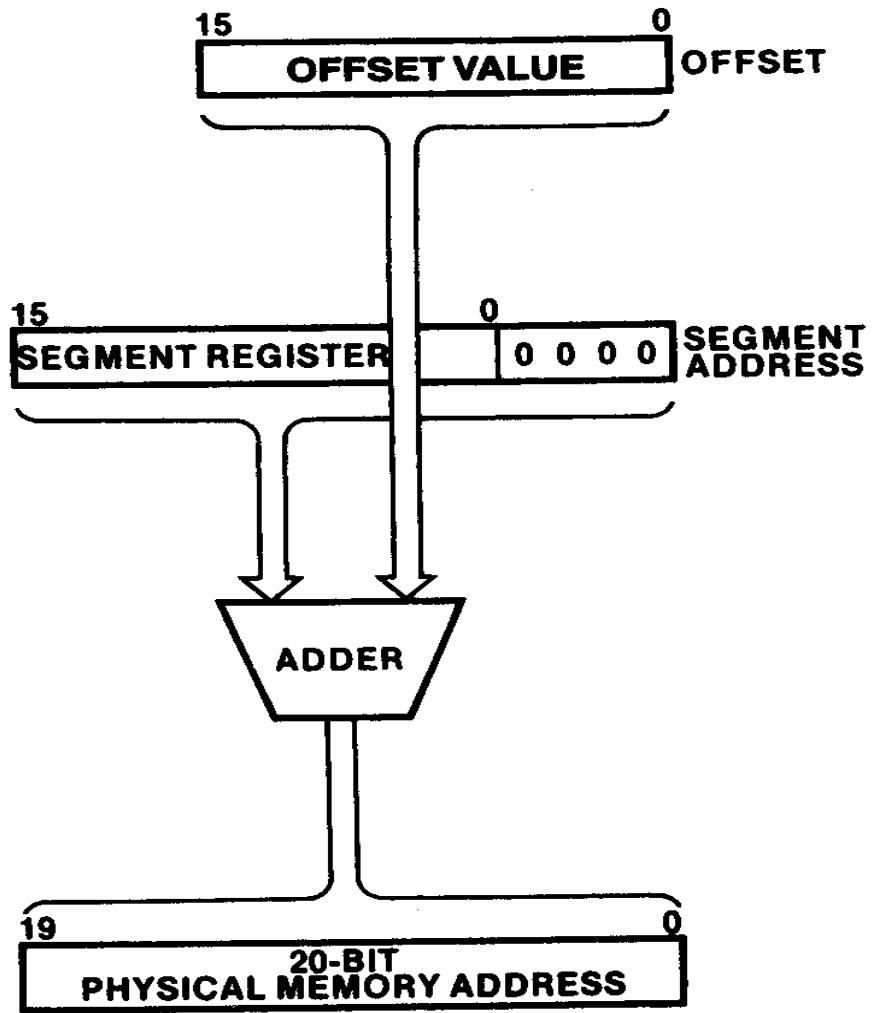 15 0
OFFSET VALUE OFFSET
15 0
SEGMENT REGISTER 0 0 0 0 SEGMENT
ADDRESS
ADDER
19 0
20-BIT
PHYSICAL MEMORY ADDRESS